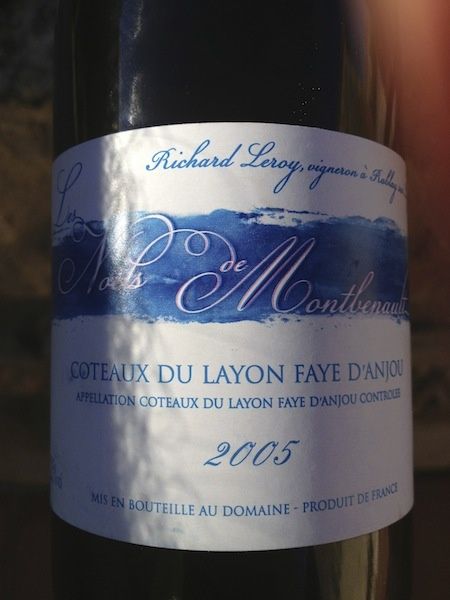 Richard Leroy, vigneron à Rablay
Les
Noëls de Montbenault
COTEAUX DU LAYON FAYE D'ANJOU
APPELLATION COTEAUX DU LAYON FAYE D'ANJOU CONTROLÉE
2005
MIS EN BOUTEILLE AU DOMAINE - PRODUIT DE FRANCE